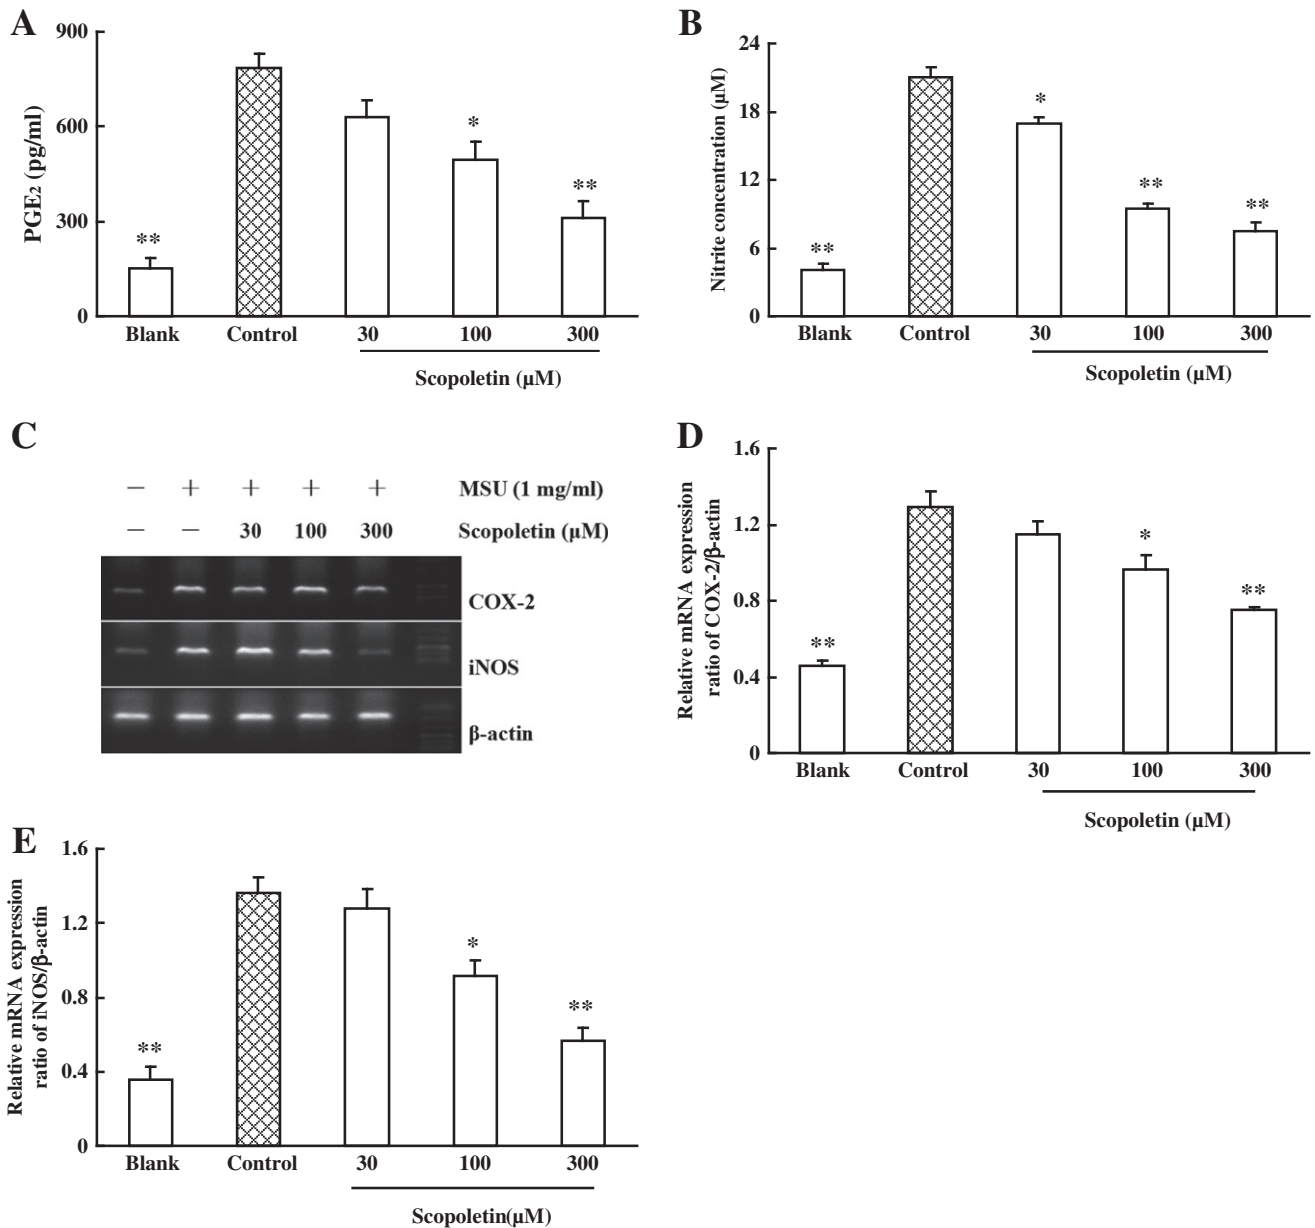 A
900
600
300
0
PGE₂ (pg/ml)
**
*
**
Blank Control 30 100 300
Scopoletin (μM)
B
24
18
12
6
0
Nitrite concentration (μM)
**
*
**
**
Blank Control 30 100 300
Scopoletin (μM)
C
− + + + + MSU (1 mg/ml)
− − 30 100 300 Scopoletin (μM)
COX-2
iNOS
β-actin
D
1.6
1.2
0.8
0.4
0
Relative mRNA expression
ratio of COX-2/β-actin
**
*
**
Blank Control 30 100 300
Scopoletin (μM)
E
1.6
1.2
0.8
0.4
0
Relative mRNA expression
ratio of iNOS/β-actin
**
*
**
Blank Control 30 100 300
Scopoletin(μM)